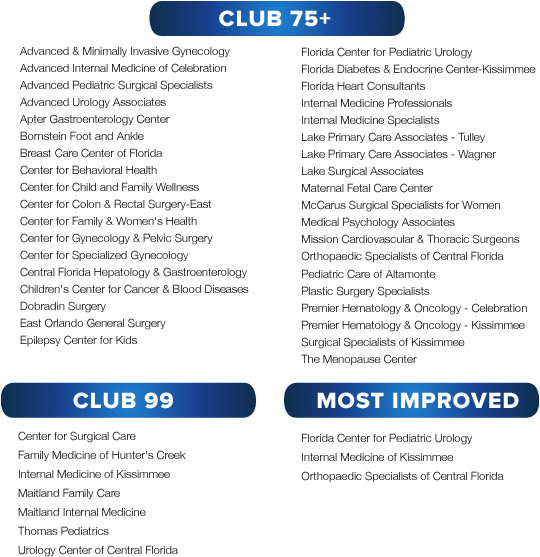 CLUB 75+
Advanced & Minimally Invasive Gynecology
Advanced Internal Medicine of Celebration
Advanced Pediatric Surgical Specialists
Advanced Urology Associates
Apter Gastroenterology Center
Bornstein Foot and Ankle
Breast Care Center of Florida
Center for Behavioral Health
Center for Child and Family Wellness
Center for Colon & Rectal Surgery-East
Center for Family & Women's Health
Center for Gynecology & Pelvic Surgery
Center for Specialized Gynecology
Central Florida Hepatology & Gastroenterology
Children's Center for Cancer & Blood Diseases
Dobradin Surgery
East Orlando General Surgery
Epilepsy Center for Kids
Florida Center for Pediatric Urology
Florida Diabetes & Endocrine Center-Kissimmee
Florida Heart Consultants
Internal Medicine Professionals
Internal Medicine Specialists
Lake Primary Care Associates - Tulley
Lake Primary Care Associates - Wagner
Lake Surgical Associates
Maternal Fetal Care Center
McCarus Surgical Specialists for Women
Medical Psychology Associates
Mission Cardiovascular & Thoracic Surgeons
Orthopaedic Specialists of Central Florida
Pediatric Care of Altamonte
Plastic Surgery Specialists
Premier Hematology & Oncology - Celebration
Premier Hematology & Oncology - Kissimmee
Surgical Specialists of Kissimmee
The Menopause Center
CLUB 99
Center for Surgical Care
Family Medicine of Hunter's Creek
Internal Medicine of Kissimmee
Maitland Family Care
Maitland Internal Medicine
Thomas Pediatrics
Urology Center of Central Florida
MOST IMPROVED
Florida Center for Pediatric Urology
Internal Medicine of Kissimmee
Orthopaedic Specialists of Central Florida